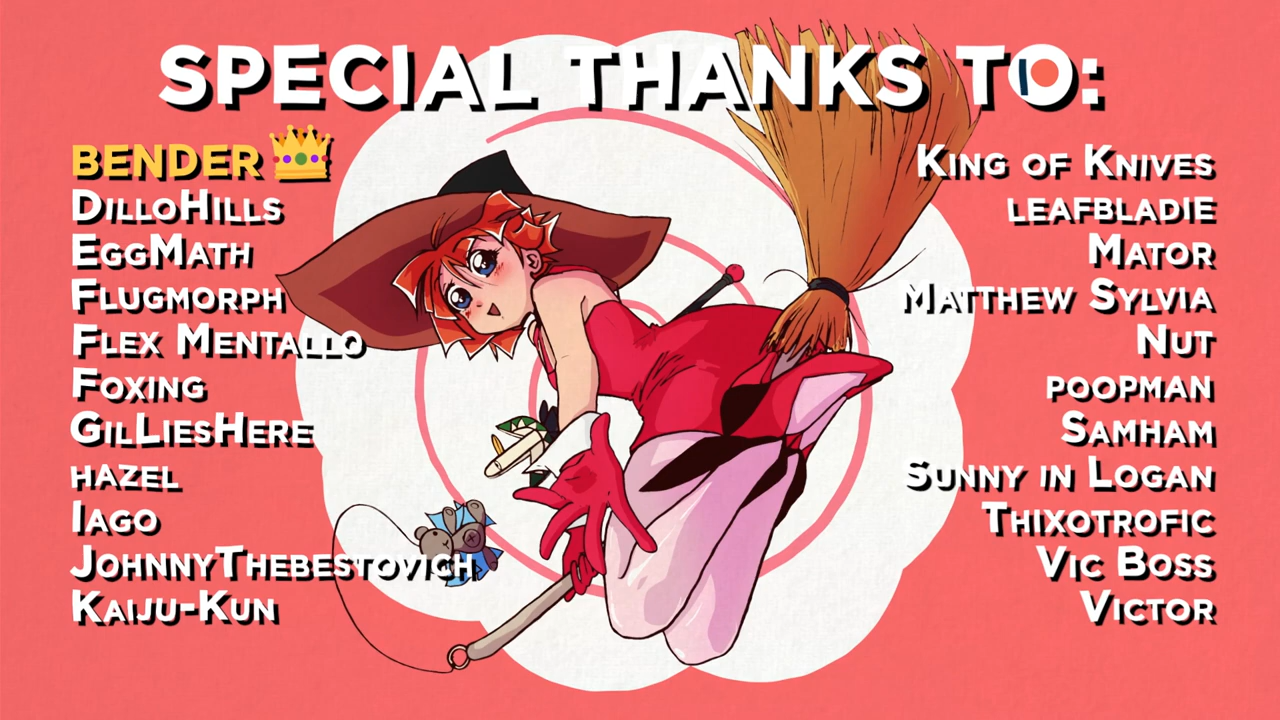 SPECIAL THANKS TO:
BENDER
DilloHills
EggMath
Flugmorph
Flex Mentallo
Foxing
GilLiesHere
hazel
Iago
JohnnyThebestovich
Kaiju-Kun
King of Knives
leafbladie
Mator
Matthew Sylvia
Nut
poopman
Samham
Sunny in Logan
Thixotrofic
Vic Boss
Victor